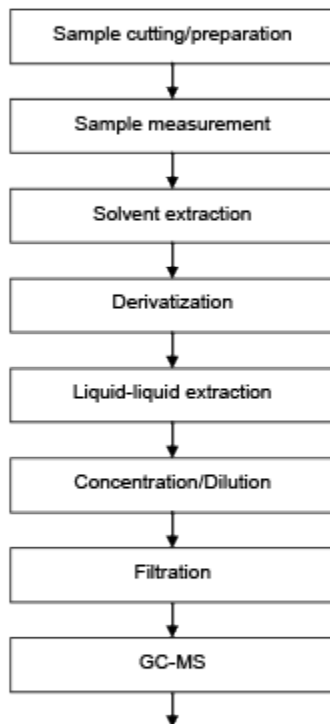 Sample cutting/preparation
Sample measurement
Solvent extraction
Derivatization
Liquid-liquid extraction
Concentration/Dilution
Filtration
GC-MS